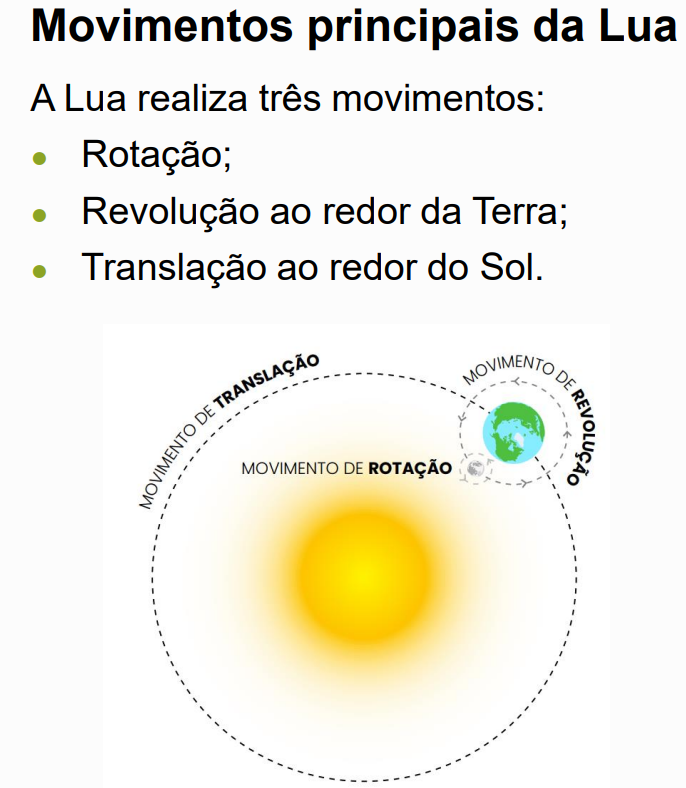 Movimentos principais da Lua
A Lua realiza três movimentos:
• Rotação;
• Revolução ao redor da Terra;
• Translação ao redor do Sol.
MOVIMENTO DE TRANSLAÇÃO
MOVIMENTO DE REVOLUÇÃO
MOVIMENTO DE ROTAÇÃO